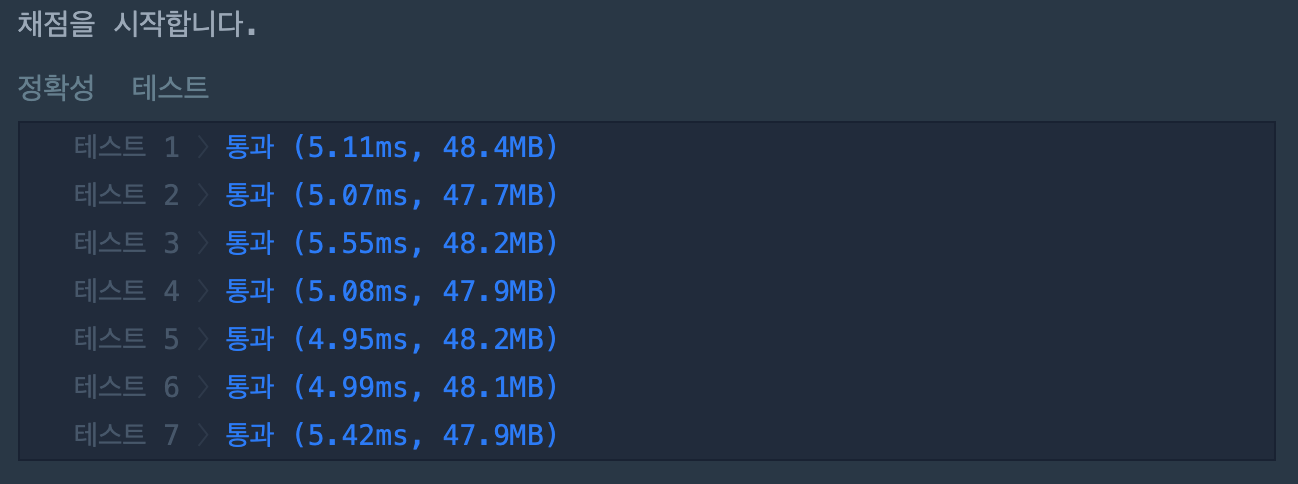 채점을 시작합니다.
정확성 테스트
테스트 1 〉 통과 (5.11ms, 48.4MB)
테스트 2 〉 통과 (5.07ms, 47.7MB)
테스트 3 〉 통과 (5.55ms, 48.2MB)
테스트 4 〉 통과 (5.08ms, 47.9MB)
테스트 5 〉 통과 (4.95ms, 48.2MB)
테스트 6 〉 통과 (4.99ms, 48.1MB)
테스트 7 〉 통과 (5.42ms, 47.9MB)